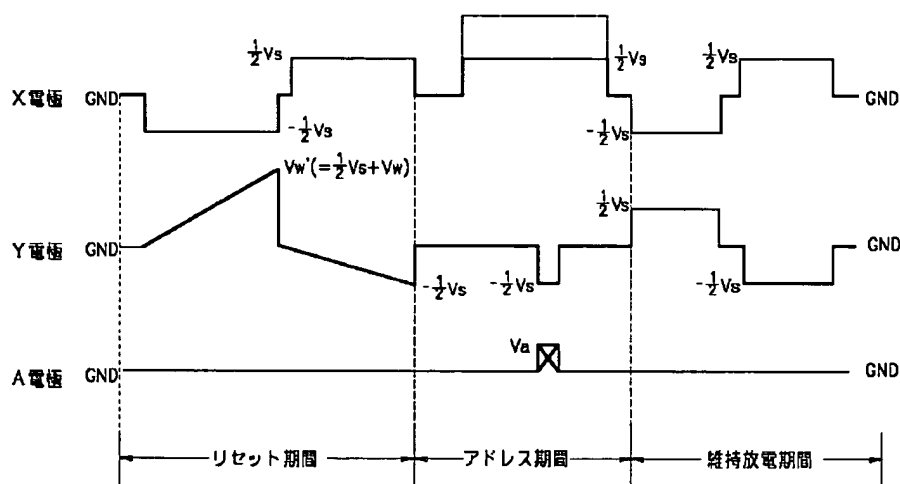 ½Vs
½Vs
½Vs
X電極 GND
GND
-½Vs
-½Vs
Vw'(=½Vs+Vw)
½Vs
Y電極 GND
GND
-½Vs
-½Vs
-½Vs
Va
A電極 GND
GND
リセット期間
アドレス期間
維持放電期間